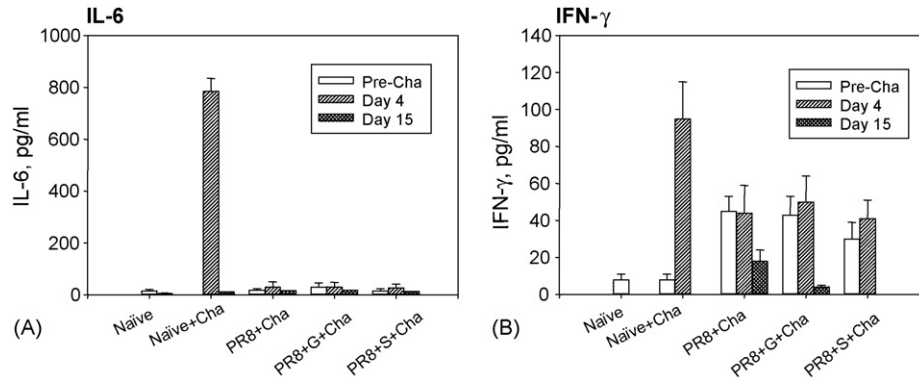 IL-6
1000
800
600
400
200
0
IL-6, pg/ml
Pre-Cha
Day 4
Day 15
Naïve
Naïve+Cha
PR8+Cha
PR8+G+Cha
PR8+S+Cha
(A)
IFN-γ
140
120
100
80
60
40
20
0
IFN-γ, pg/ml
Pre-Cha
Day 4
Day 15
Naïve
Naïve+Cha
PR8+Cha
PR8+G+Cha
PR8+S+Cha
(B)